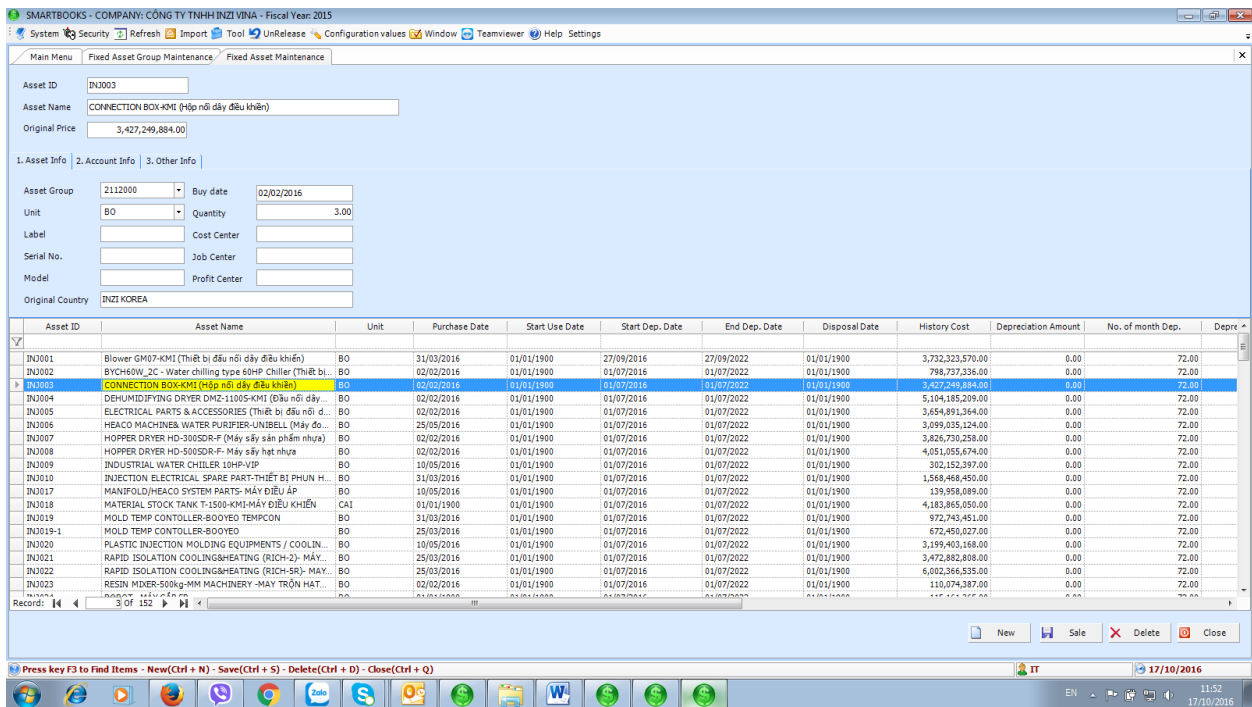 SMARTBOOKS - COMPANY: CÔNG TY TNHH INZI VINA - Fiscal Year: 2015
System Security Refresh Import Tool UnRelease Configuration values Window Teamviewer Help Settings
Main Menu Fixed Asset Group Maintenance Fixed Asset Maintenance
Asset ID INJ003
Asset Name CONNECTION BOX-KMI (Hộp nối dây điều khiển)
Original Price 3,427,249,884.00
1. Asset Info 2. Account Info 3. Other Info
Asset Group 2112000 Buy date 02/02/2016
Unit BO Quantity 3.00
Label Cost Center
Serial No. Job Center
Model Profit Center
Original Country INZI KOREA
Asset ID Asset Name Unit Purchase Date Start Use Date Start Dep. Date End Dep. Date Disposal Date History Cost Depreciation Amount No. of month Dep. Depre
INJ001 Blower GM07-KMI (Thiết bị đấu nối dây điều khiển) BO 31/03/2016 01/01/1900 27/09/2016 27/09/2022 01/01/1900 3,732,323,570.00 0.00 72.00
INJ002 BYCH60W_2C - Water chilling type 60HP Chiller (Thiết bị... BO 02/02/2016 01/01/1900 01/07/2016 01/07/2022 01/01/1900 798,737,336.00 0.00 72.00
INJ003 CONNECTION BOX-KMI (Hộp nối dây điều khiển) BO 02/02/2016 01/01/1900 01/07/2016 01/07/2022 01/01/1900 3,427,249,884.00 0.00 72.00
INJ004 DEHUMIDIFYING DRYER DMZ-1100S-KMI (Đầu nối dây... BO 02/02/2016 01/01/1900 01/07/2016 01/07/2022 01/01/1900 5,104,185,209.00 0.00 72.00
INJ005 ELECTRICAL PARTS & ACCESSORIES (Thiết bị đấu nối d... BO 02/02/2016 01/01/1900 01/07/2016 01/07/2022 01/01/1900 3,654,891,364.00 0.00 72.00
INJ006 HEACO MACHINE& WATER PURIFIER-UNIBELL (Máy đo... BO 25/05/2016 01/01/1900 01/07/2016 01/07/2022 01/01/1900 3,099,035,124.00 0.00 72.00
INJ007 HOPPER DRYER HD-300SDR-F (Máy sấy sản phẩm nhựa) BO 02/02/2016 01/01/1900 01/07/2016 01/07/2022 01/01/1900 3,826,730,258.00 0.00 72.00
INJ008 HOPPER DRYER HD-500SDR-F- Máy sấy hạt nhựa BO 02/02/2016 01/01/1900 01/07/2016 01/07/2022 01/01/1900 4,051,055,674.00 0.00 72.00
INJ009 INDUSTRIAL WATER CHIILER 10HP-VIP BO 10/05/2016 01/01/1900 01/07/2016 01/07/2022 01/01/1900 302,152,397.00 0.00 72.00
INJ010 INJECTION ELECTRICAL SPARE PART-THIẾT BỊ PHUN H... BO 31/03/2016 01/01/1900 01/07/2016 01/07/2022 01/01/1900 1,568,468,450.00 0.00 72.00
INJ017 MANIFOLD/HEACO SYSTEM PARTS- MÁY ĐIỀU ÁP BO 10/05/2016 01/01/1900 01/07/2016 01/07/2022 01/01/1900 139,958,089.00 0.00 72.00
INJ018 MATERIAL STOCK TANK T-1500-KMI-MÁY ĐIỀU KHIỂN CAI 01/01/1900 01/01/1900 01/07/2016 01/07/2022 01/01/1900 4,183,865,050.00 0.00 72.00
INJ019 MOLD TEMP CONTOLLER-BOOYEO TEMPCON BO 31/03/2016 01/01/1900 01/07/2016 01/07/2022 01/01/1900 972,743,451.00 0.00 72.00
INJ019-1 MOLD TEMP CONTOLLER-BOOYEO BO 25/03/2016 01/01/1900 01/07/2016 01/07/2022 01/01/1900 672,450,027.00 0.00 72.00
INJ020 PLASTIC INJECTION MOLDING EQUIPMENTS / COOLIN... BO 10/05/2016 01/01/1900 01/07/2016 01/07/2022 01/01/1900 3,199,403,168.00 0.00 72.00
INJ021 RAPID ISOLATION COOLING&HEATING (RICH-2)- MÁY... BO 25/03/2016 01/01/1900 01/07/2016 01/07/2022 01/01/1900 3,472,882,808.00 0.00 72.00
INJ022 RAPID ISOLATION COOLING&HEATING (RICH-5R)- MAY... BO 25/03/2016 01/01/1900 01/07/2016 01/07/2022 01/01/1900 6,002,366,535.00 0.00 72.00
INJ023 RESIN MIXER-500kg-MM MACHINERY -MAY TRỘN HẠT... BO 02/02/2016 01/01/1900 01/07/2016 01/07/2022 01/01/1900 110,074,387.00 0.00 72.00
Record: 3 Of 152
New Sale Delete Close
Press key F3 to Find Items - New(Ctrl + N) - Save(Ctrl + S) - Delete(Ctrl + D) - Close(Ctrl + Q) IT 17/10/2016
Zalo EN 11:52
17/10/2016